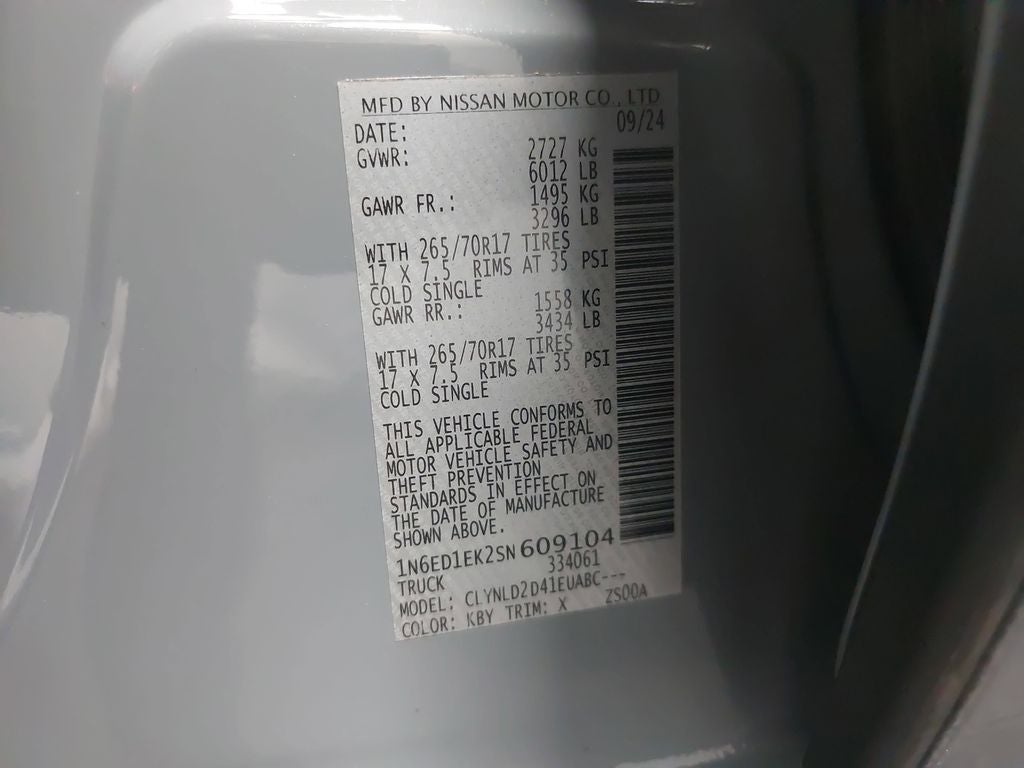 MFD BY NISSAN MOTOR CO., LTD
DATE: 09/24
GVWR: 2727 KG
6012 LB
GAWR FR.: 1495 KG
3296 LB
WITH 265/70R17 TIRES
17 X 7.5 RIMS AT 35 PSI
COLD SINGLE
GAWR RR.: 1558 KG
3434 LB
WITH 265/70R17 TIRES
17 X 7.5 RIMS AT 35 PSI
COLD SINGLE
THIS VEHICLE CONFORMS TO
ALL APPLICABLE FEDERAL
MOTOR VEHICLE SAFETY AND
THEFT PREVENTION
STANDARDS IN EFFECT ON
THE DATE OF MANUFACTURE
SHOWN ABOVE.
1N6ED1EK2SN609104
TRUCK 334061
MODEL: CLYNLD2D41EUABC---
COLOR: KBY TRIM: X ZS00A